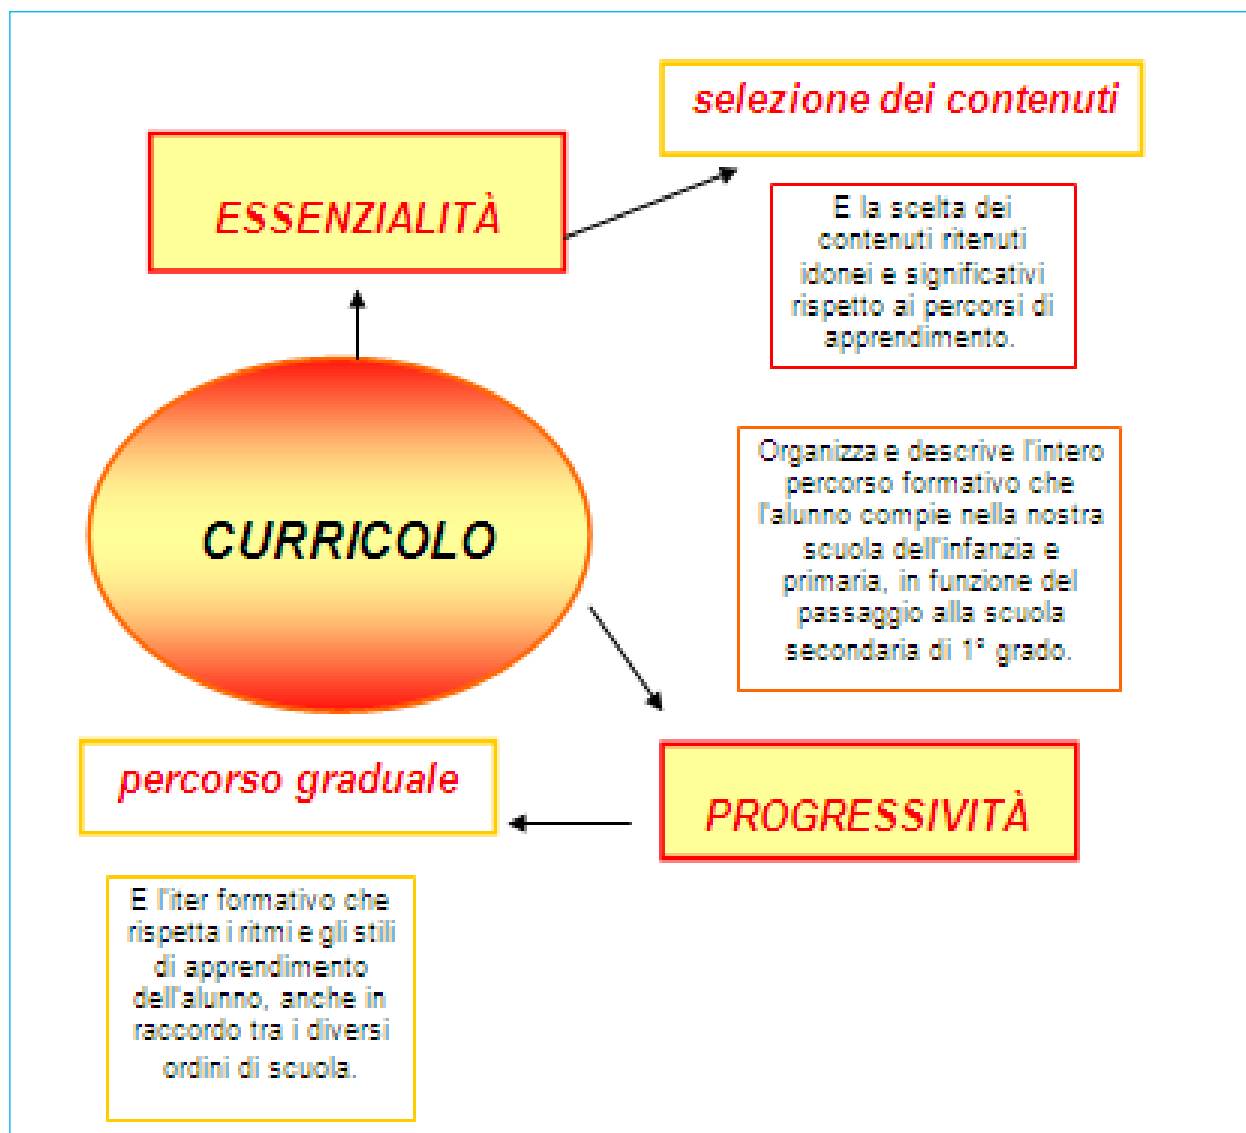 selezione dei contenuti
ESSENZIALITÀ
E la scelta dei
contenuti ritenuti
idonei e significativi
rispetto ai percorsi di
apprendimento.
CURRICOLO
Organizza e descrive l'intero
percorso formativo che
l'alunno compie nella nostra
scuola dell'infanzia e
primaria, in funzione del
passaggio alla scuola
secondaria di 1° grado.
percorso graduale
PROGRESSIVITÀ
E l'iter formativo che
rispetta i ritmi e gli stili
di apprendimento
dell'alunno, anche in
raccordo tra i diversi
ordini di scuola.